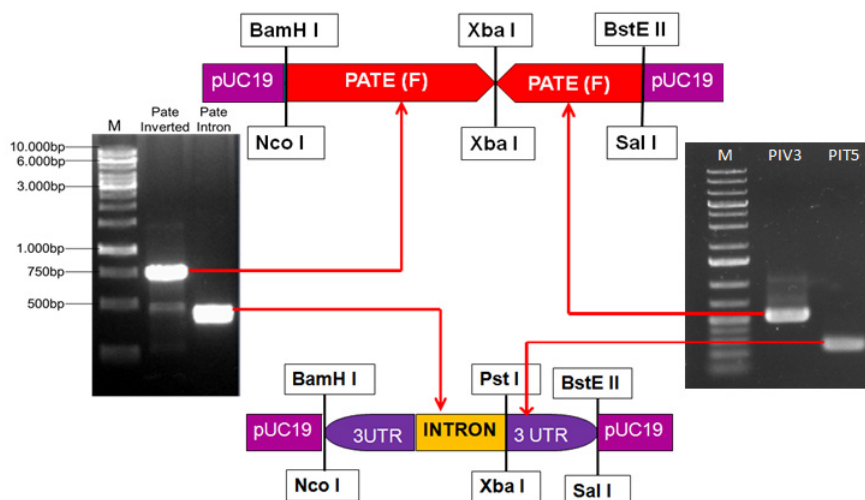 BamH I
Xba I
BstE II
pUC19
PATE (F)
PATE (F)
pUC19
Nco I
Xba I
Sal I
M
Pate Inverted
Pate Intron
10.000bp
6.000bp
3.000bp
1.000bp
750bp
500bp
M
PIV3
PIT5
BamH I
Pst I
BstE II
pUC19
3UTR
INTRON
3 UTR
pUC19
Nco I
Xba I
Sal I